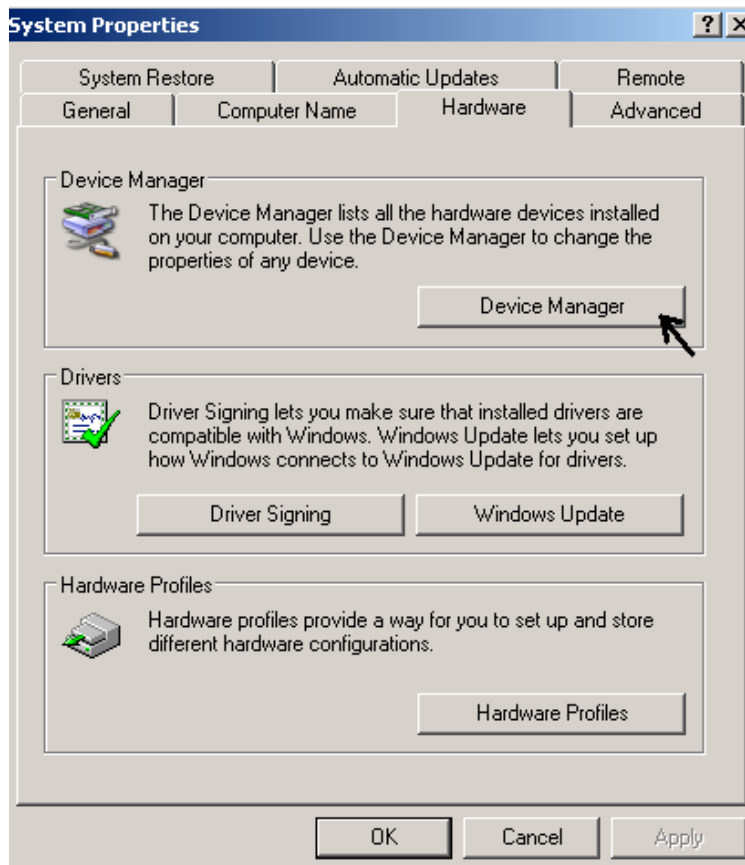 System Properties
System Restore Automatic Updates Remote
General Computer Name Hardware Advanced
Device Manager
The Device Manager lists all the hardware devices installed
on your computer. Use the Device Manager to change the
properties of any device.
Device Manager
Drivers
Driver Signing lets you make sure that installed drivers are
compatible with Windows. Windows Update lets you set up
how Windows connects to Windows Update for drivers.
Driver Signing Windows Update
Hardware Profiles
Hardware profiles provide a way for you to set up and store
different hardware configurations.
Hardware Profiles
OK Cancel Apply